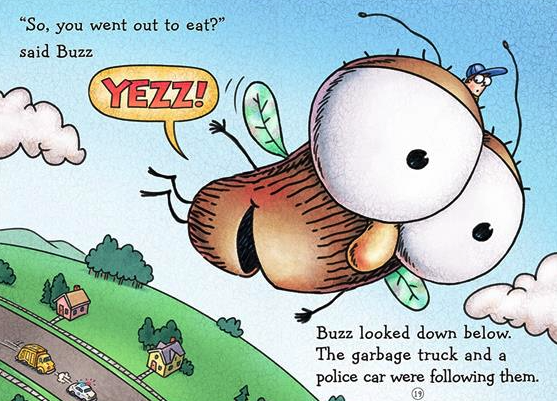 “So, you went out to eat?”
said Buzz
YEZZ!
Buzz looked down below.
The garbage truck and a
police car were following them.
19